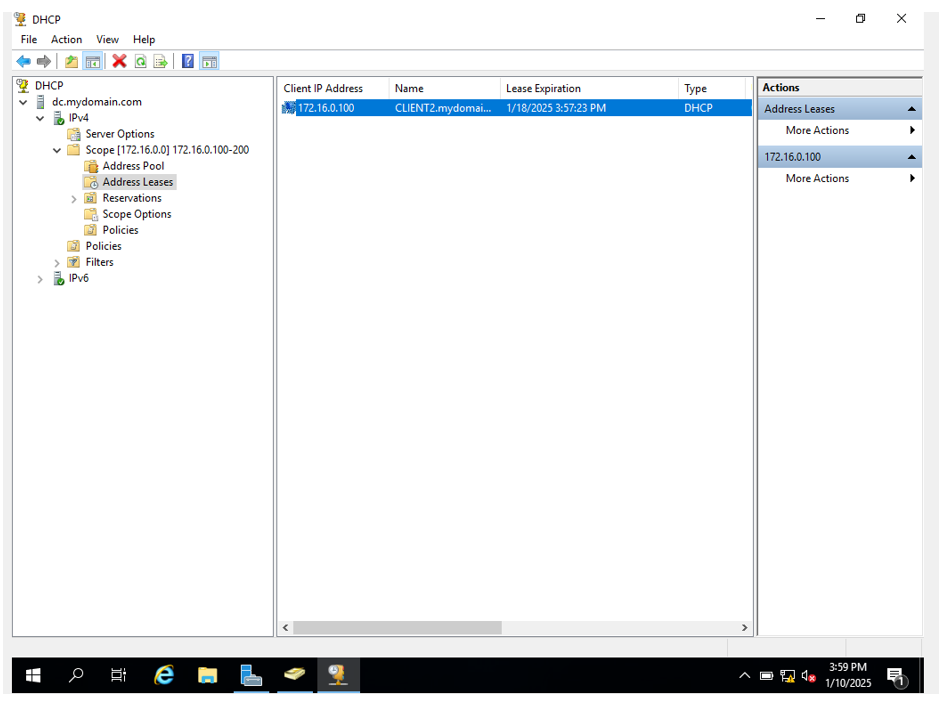 DHCP
File Action View Help
DHCP
dc.mydomain.com
IPv4
Server Options
Scope [172.16.0.0] 172.16.0.100-200
Address Pool
Address Leases
Reservations
Scope Options
Policies
Policies
Filters
IPv6
Client IP Address Name Lease Expiration Type
172.16.0.100 CLIENT2.mydomai... 1/18/2025 3:57:23 PM DHCP
Actions
Address Leases
More Actions
172.16.0.100
More Actions
3:59 PM
1/10/2025
1